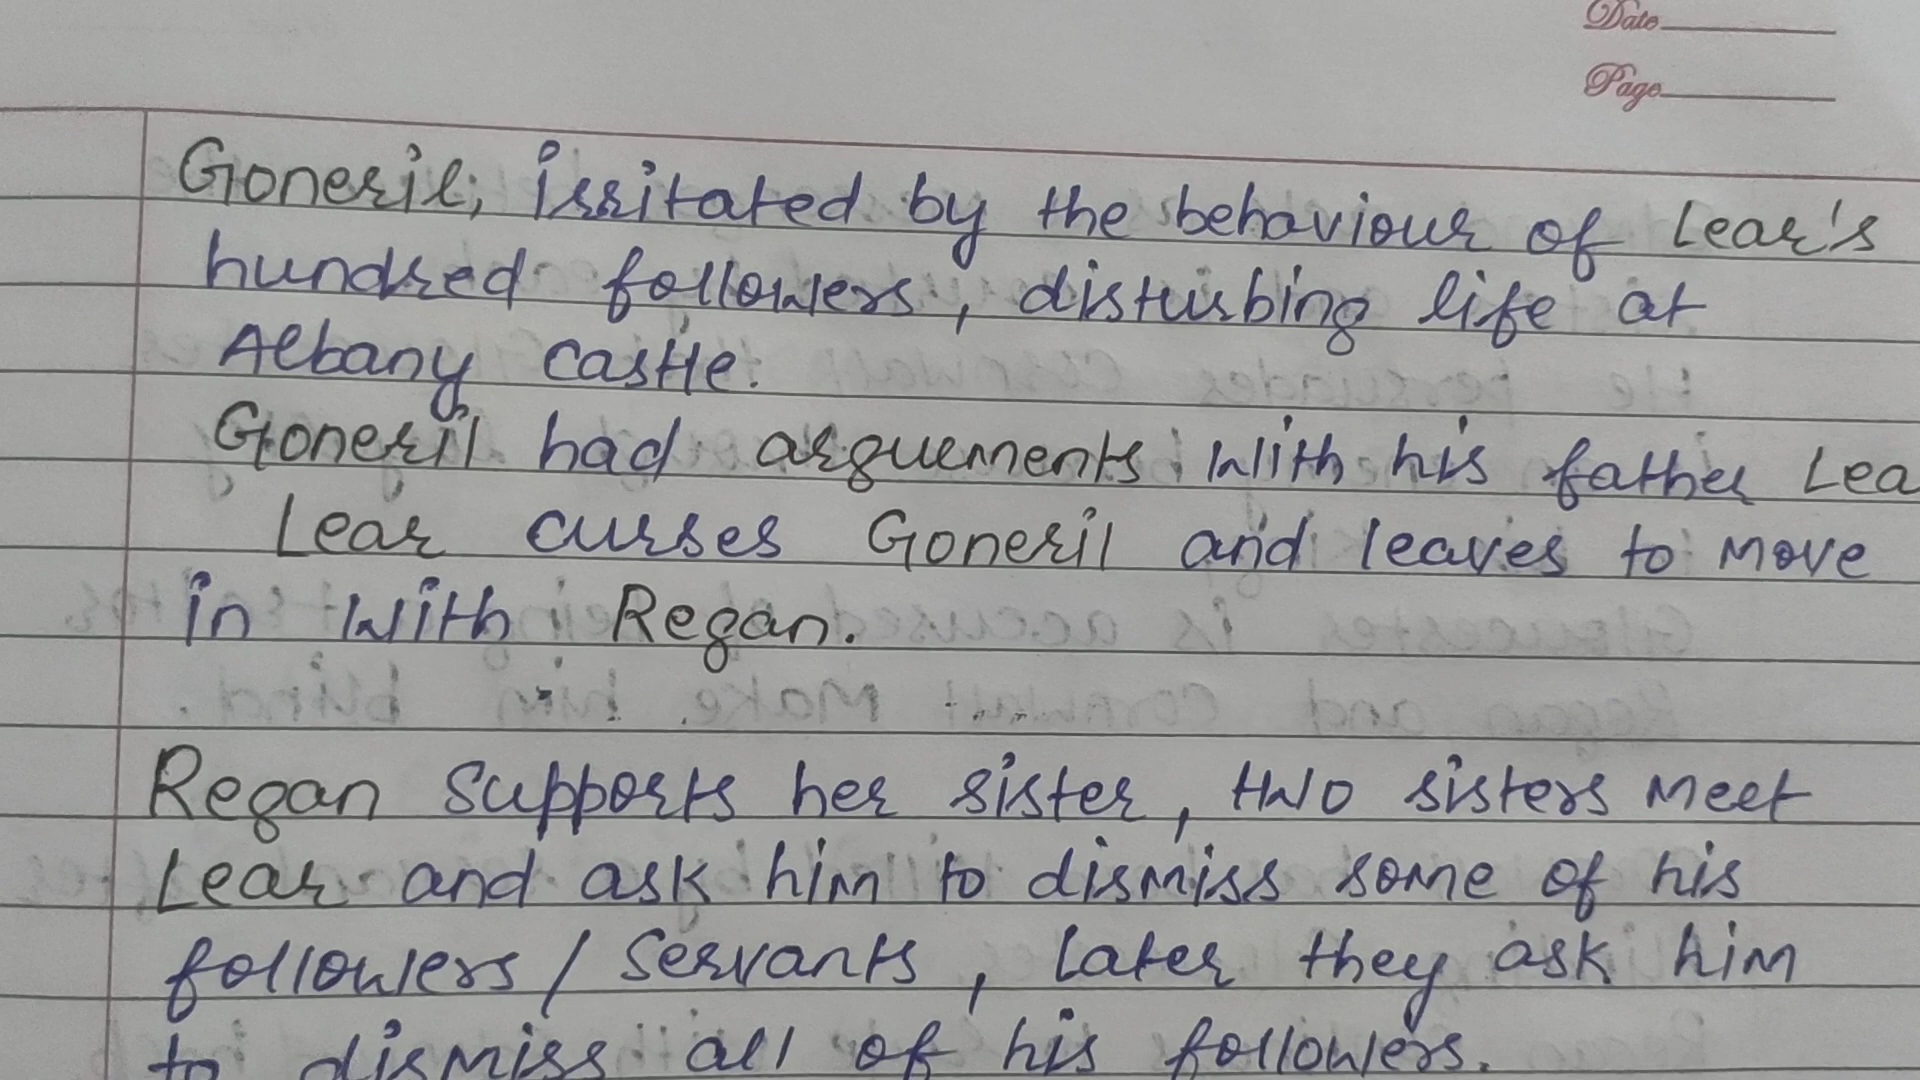 Date
Page
Goneril, irritated by the behaviour of Lear's
hundred followers, disturbing life at
Albany castle.
Goneril had arguements with his father Lea
Lear curses Goneril and leaves to move
in with Regan.
Regan supports her sister, two sisters meet
Lear and ask him to dismiss some of his
followers / servants, later they ask him
to dismiss all of his followers.